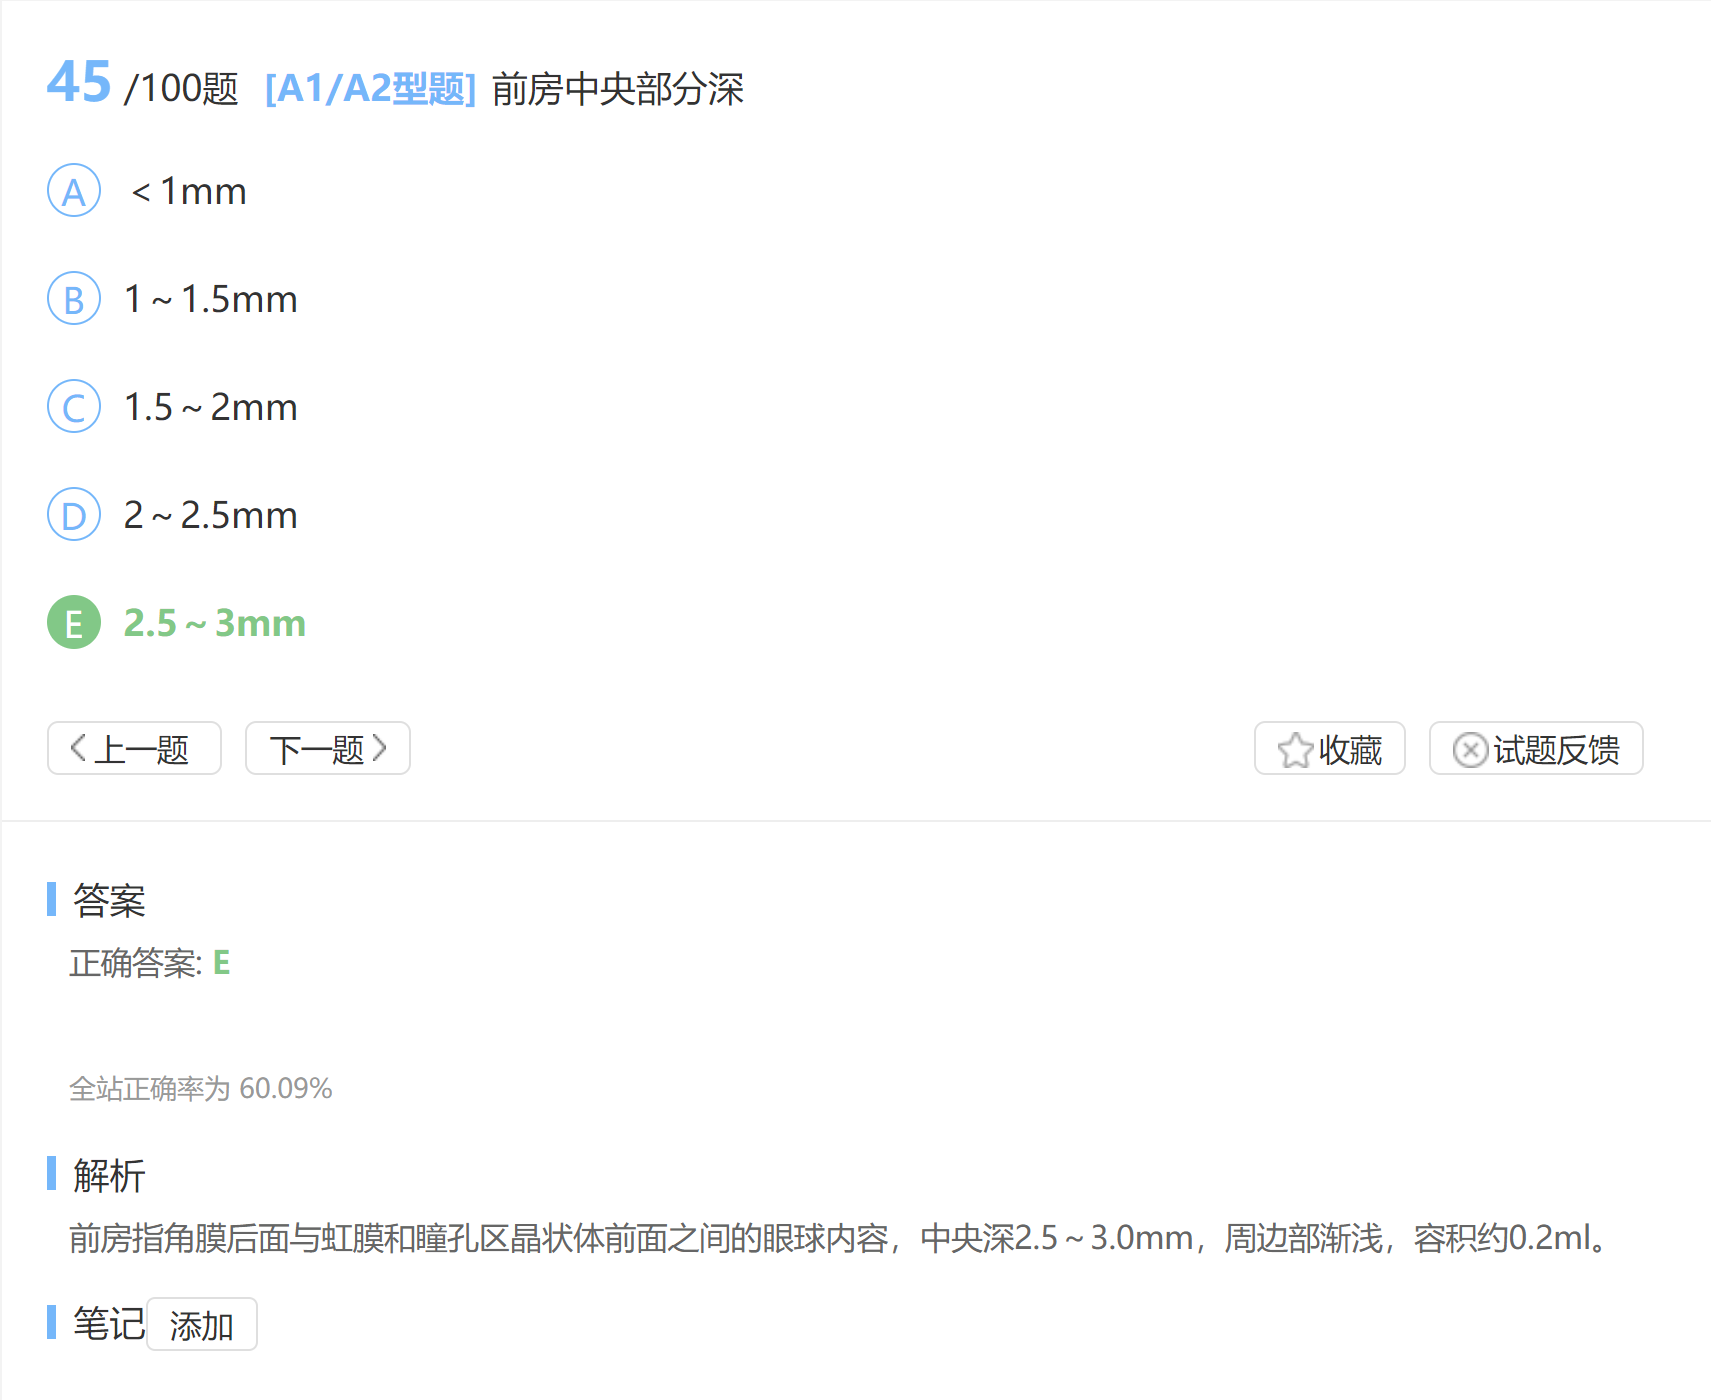 45 /100题 [A1/A2型题] 前房中央部分深
A ＜1mm
B 1～1.5mm
C 1.5～2mm
D 2～2.5mm
E 2.5～3mm
上一题 下一题 收藏 试题反馈
答案
正确答案: E
全站正确率为 60.09%
解析
前房指角膜后面与虹膜和瞳孔区晶状体前面之间的眼球内容，中央深2.5～3.0mm，周边部渐浅，容积约0.2ml。
笔记 添加